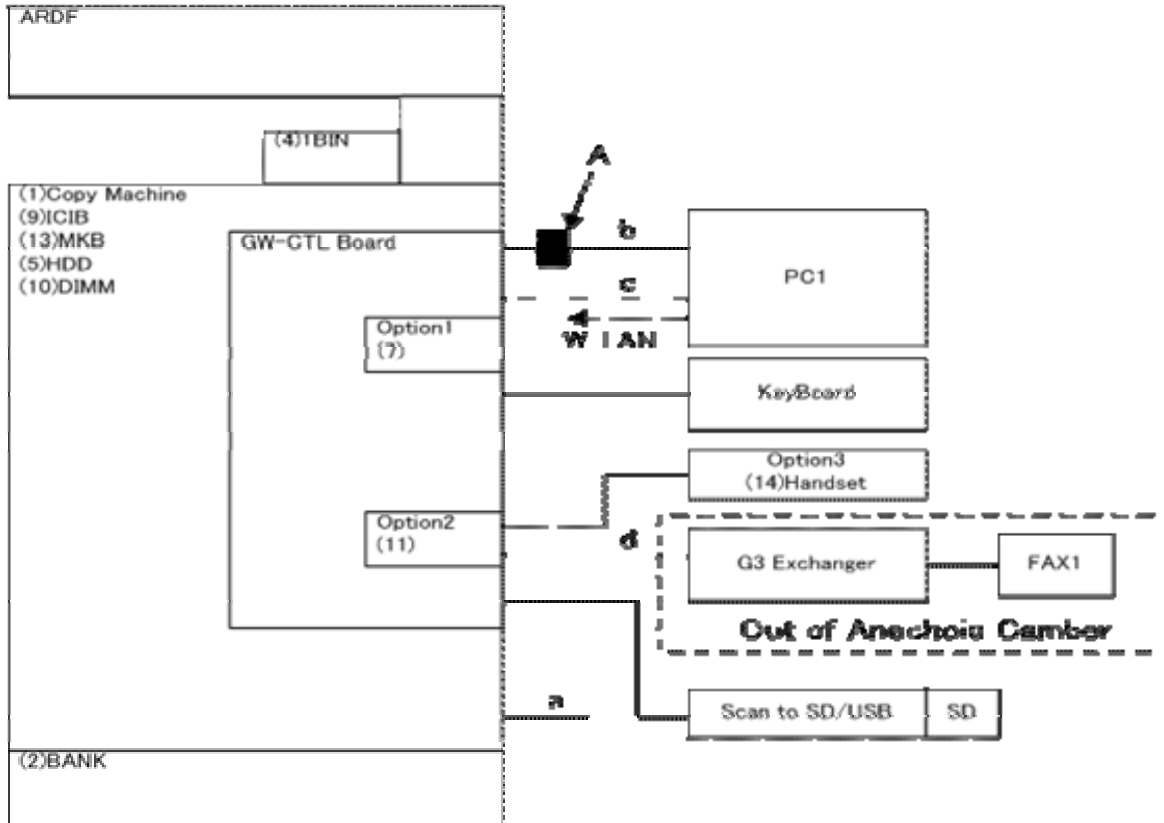 ARDF
(4)1BIN
(1)Copy Machine
(9)ICIB
(13)MKB
(5)HDD
(10)DIMM
GW-CTL Board
A
b
c
PC1
W LAN
Option1
(7)
KeyBoard
Option3
(14)Handset
Option2
(11)
d
G3 Exchanger
FAX1
Out of Anechoic Camber
a
Scan to SD/USB
SD
(2)BANK